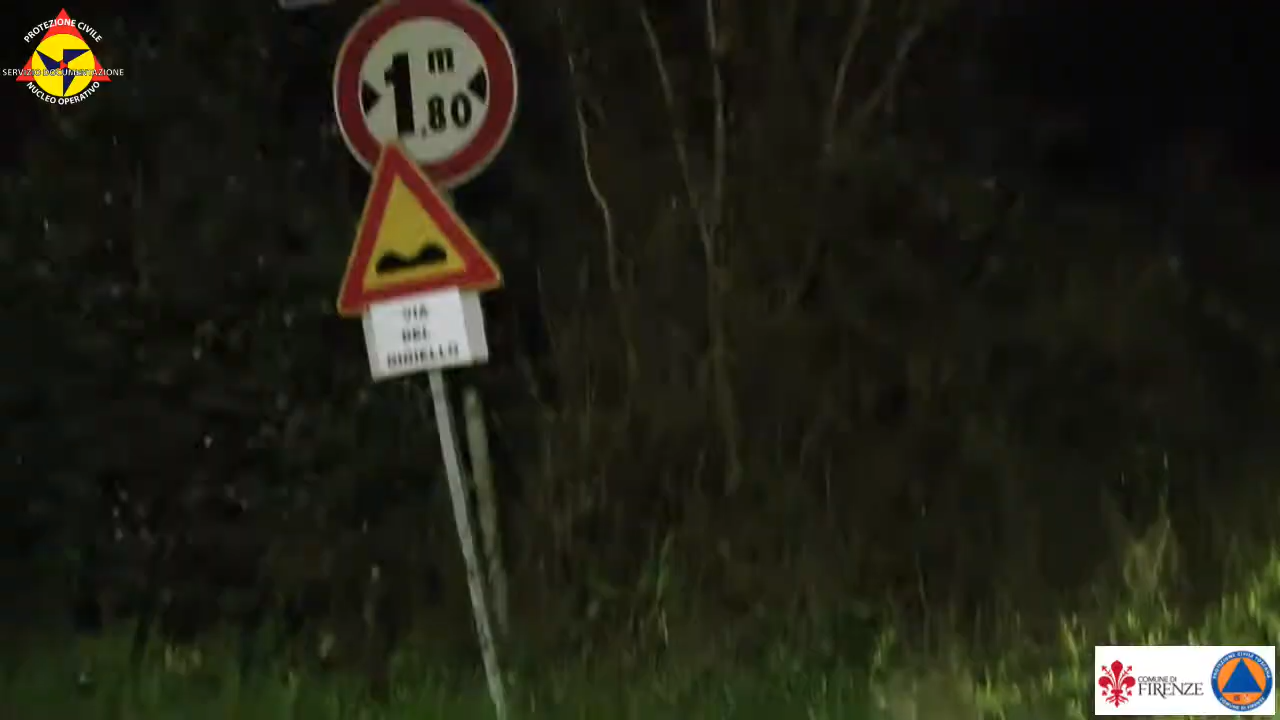 PROTEZIONE CIVILE
SERVIZIO DOCUMENTAZIONE
NUCLEO OPERATIVO
m
1,80
VIA
DEL
COMUNE DI
FIRENZE